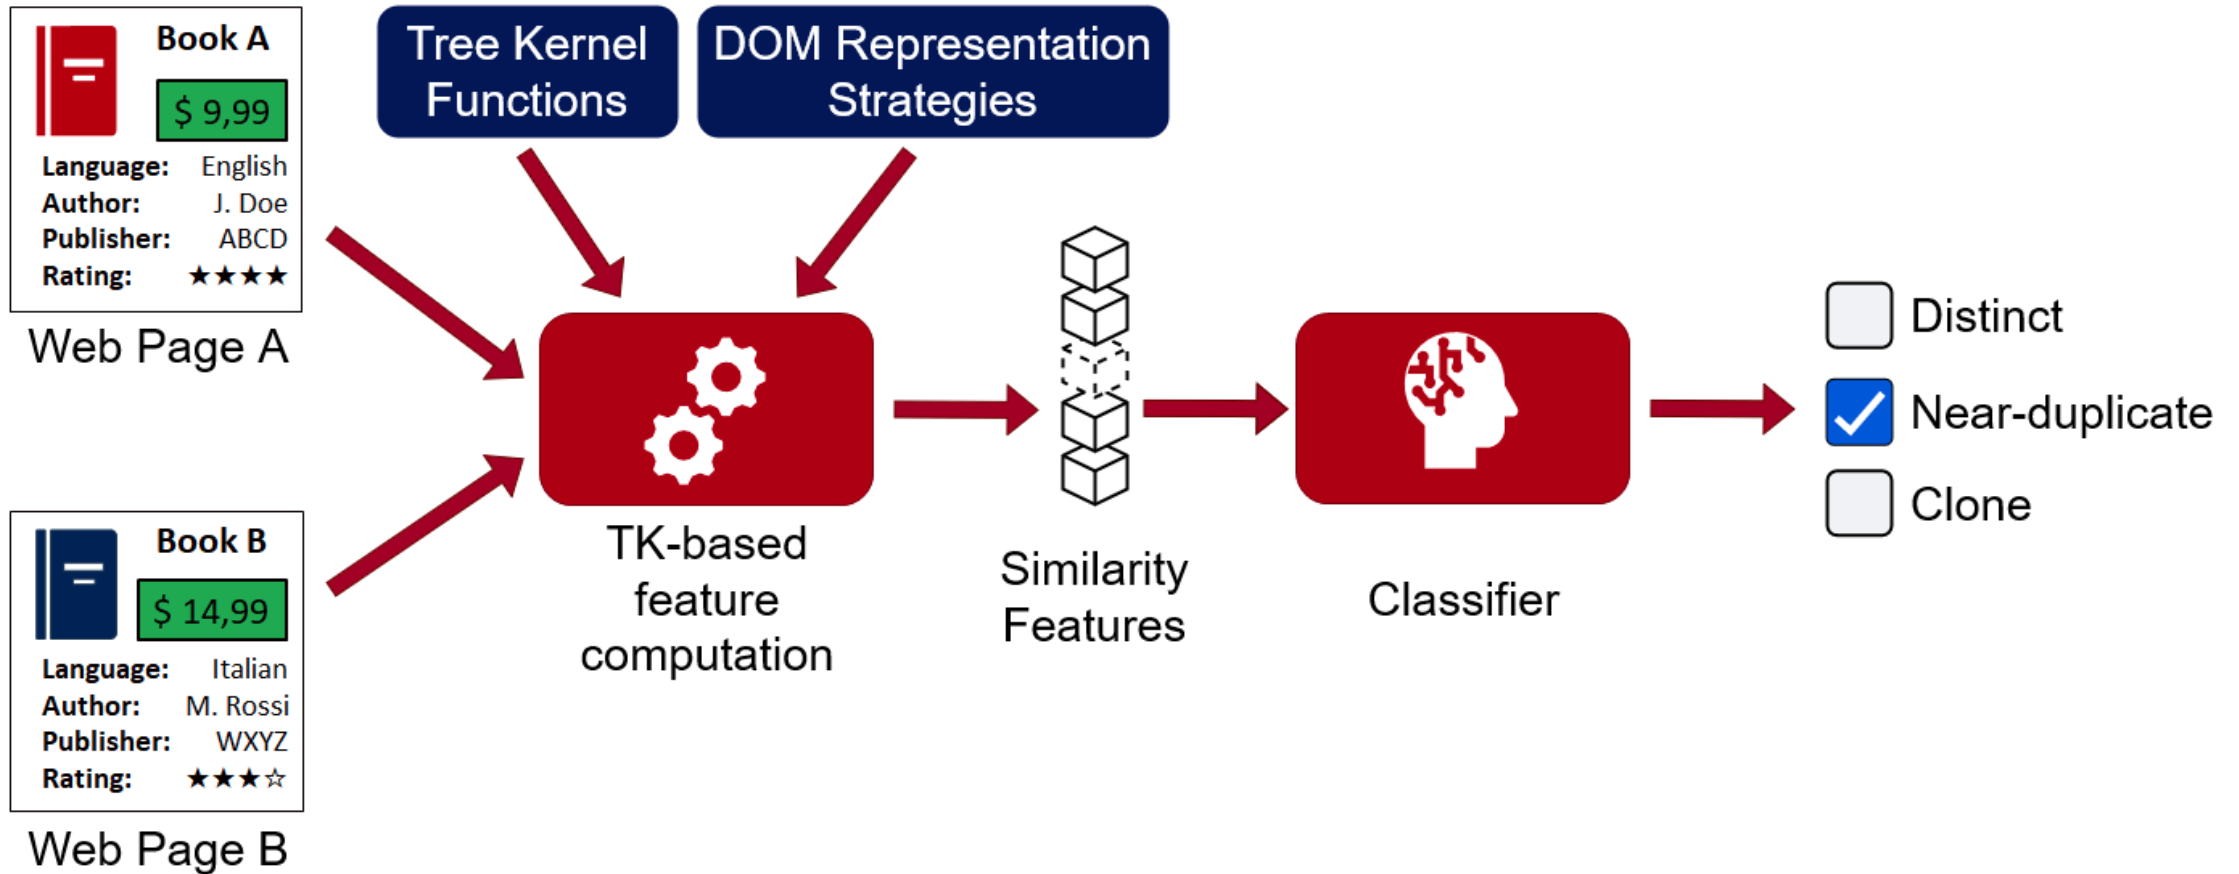 Book A
$ 9,99
Language: English
Author: J. Doe
Publisher: ABCD
Rating: ★★★★
Web Page A
Book B
$ 14,99
Language: Italian
Author: M. Rossi
Publisher: WXYZ
Rating: ★★★☆
Web Page B
Tree Kernel
Functions
DOM Representation
Strategies
TK-based
feature
computation
Similarity
Features
Classifier
Distinct
Near-duplicate
Clone